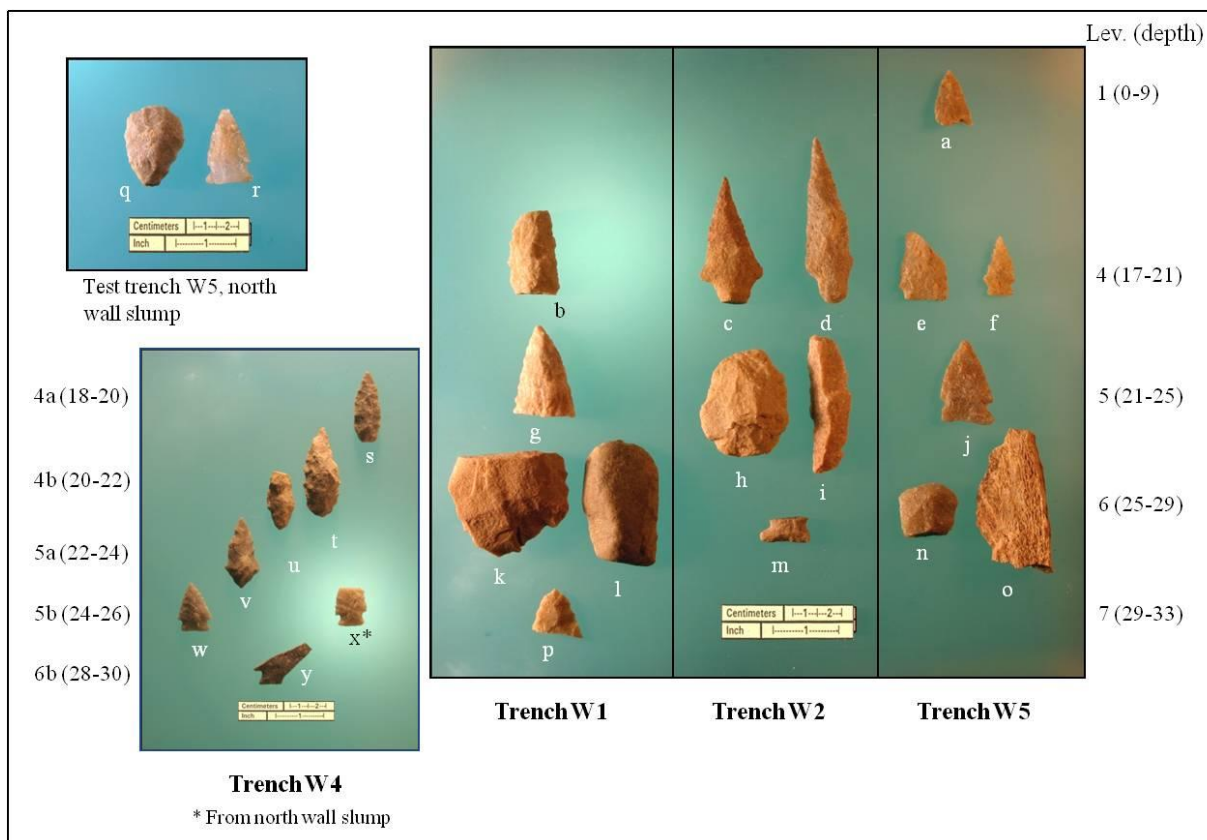 q r
Centimeters |--1--|--2--|
Inch |----------1----------|
Test trench W5, north
wall slump
4a (18-20)
4b (20-22)
5a (22-24)
5b (24-26)
6b (28-30)
s
t
u
v
w
x*
y
Centimeters |--1--|--2--|
Inch |----------1----------|
Trench W4
* From north wall slump
Lev. (depth)
1 (0-9)
4 (17-21)
5 (21-25)
6 (25-29)
7 (29-33)
a
b
c d
e f
g
h i
j
k l
m
n o
p
Centimeters |--1--|--2--|
Inch |----------1----------|
Trench W1
Trench W2
Trench W5